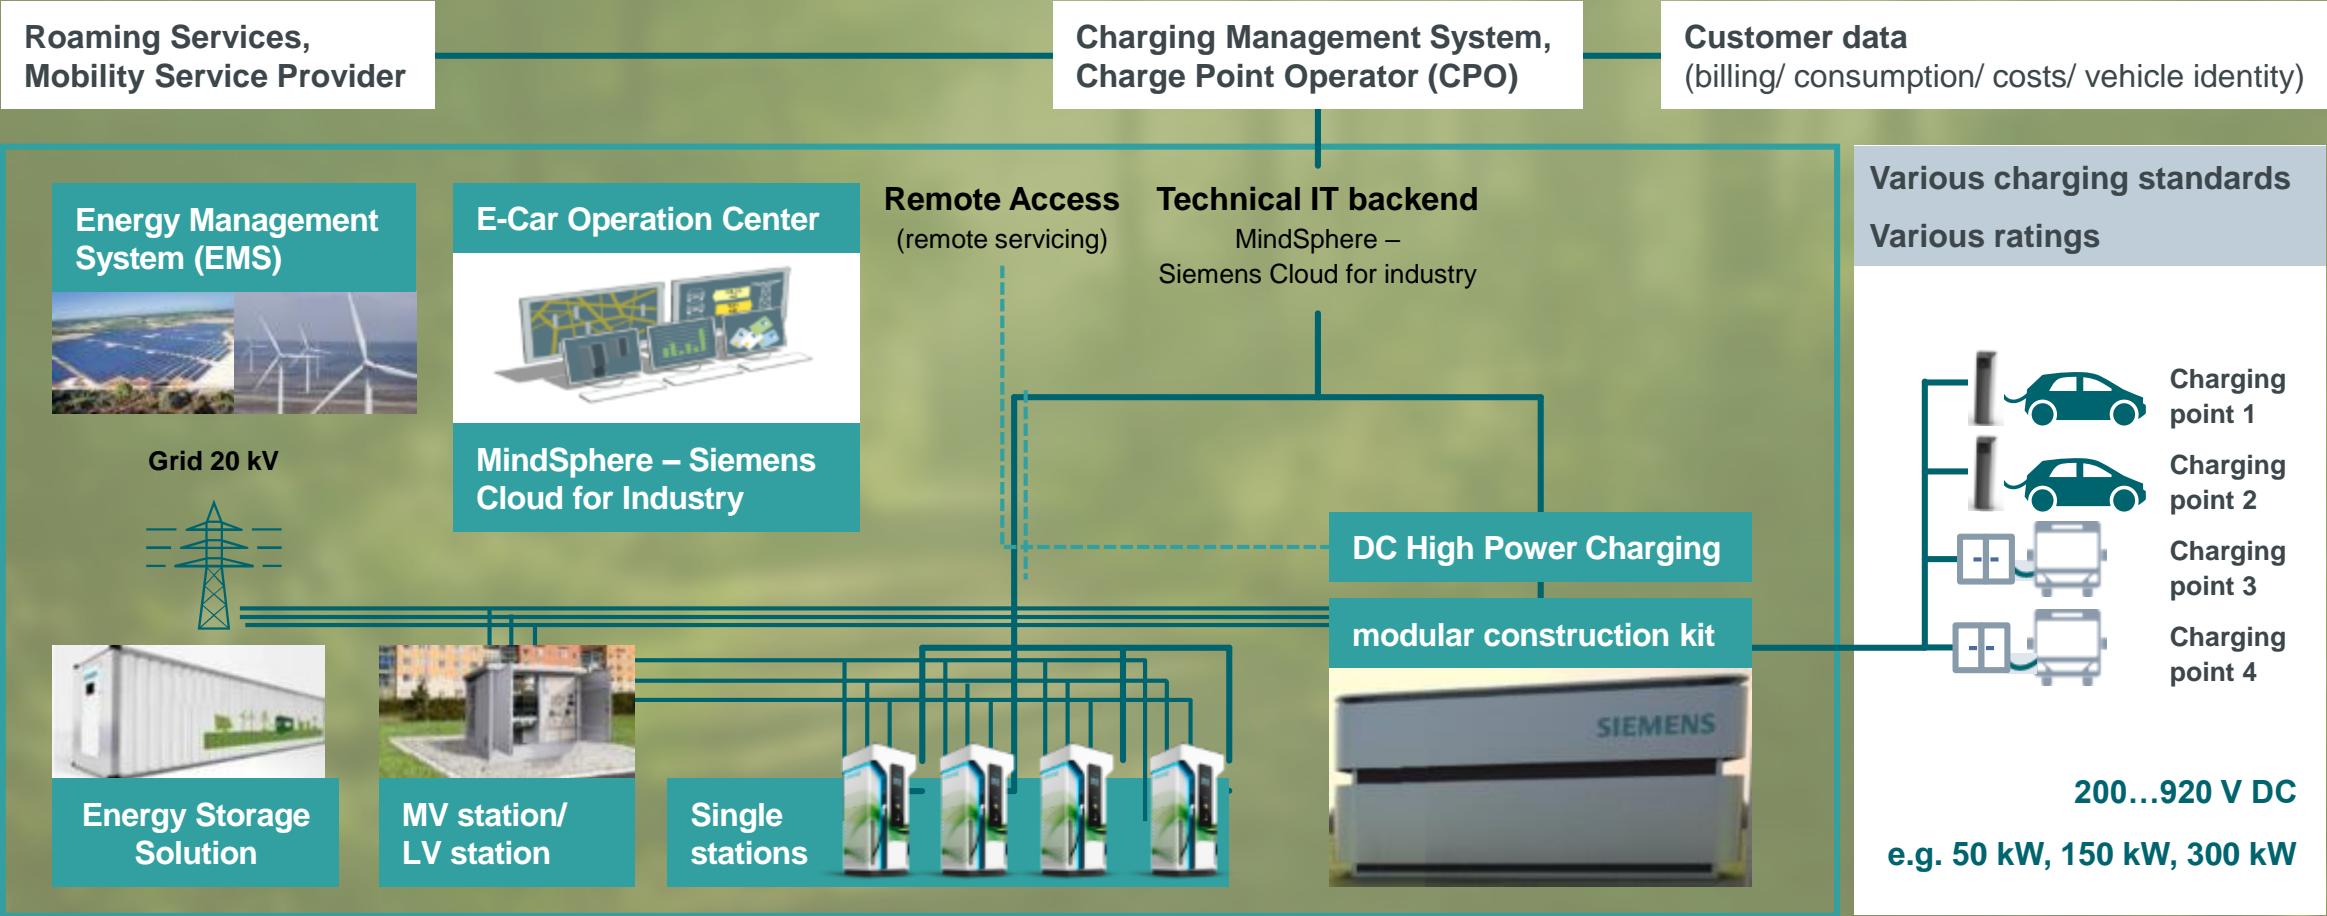 Roaming Services,
Mobility Service Provider
Charging Management System,
Charge Point Operator (CPO)
Customer data
(billing/ consumption/ costs/ vehicle identity)
Energy Management
System (EMS)
E-Car Operation Center
MindSphere – Siemens
Cloud for Industry
Remote Access
(remote servicing)
Technical IT backend
MindSphere –
Siemens Cloud for industry
Grid 20 kV
DC High Power Charging
modular construction kit
SIEMENS
Energy Storage
Solution
MV station/
LV station
Single
stations
Various charging standards
Various ratings
Charging
point 1
Charging
point 2
Charging
point 3
Charging
point 4
200…920 V DC
e.g. 50 kW, 150 kW, 300 kW